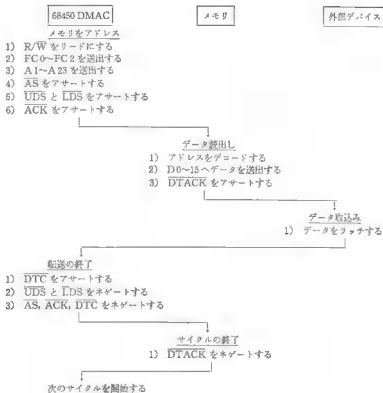 68450 DMAC
メモリ
外部デバイス
メモリをアドレス
1) R/W をリードにする
2) FC0~FC2 を送出する
3) A1~A23 を送出する
4) AS をアサートする
5) UDS と LDS をアサートする
6) ACK をアサートする
データ読出し
1) アドレスをデコードする
2) D0~15 へデータを送出する
3) DTACK をアサートする
データ取込み
1) データをラッチする
転送の終了
1) DTC をアサートする
2) UDS と LDS をネゲートする
3) AS, ACK, DTC をネゲートする
サイクルの終了
1) DTACK をネゲートする
次のサイクルを開始する